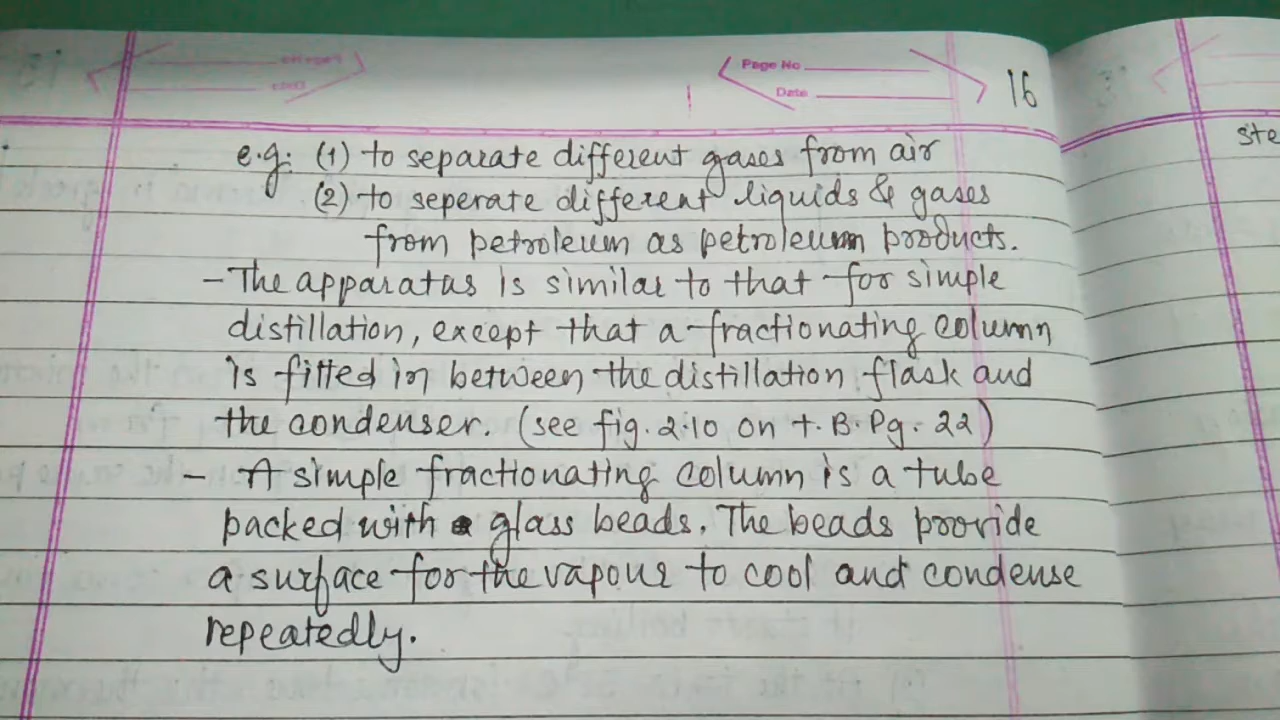 Page No
Date
16
e.g: (1) to separate different gases from air
(2) to seperate different liquids & gases
from petroleum as petroleum products.
- The apparatus is similar to that for simple
distillation, except that a fractionating column
is fitted in between the distillation flask and
the condenser. (see fig. 2.10 on t.B.Pg. 22)
- A simple fractionating column is a tube
packed with glass beads. The beads provide
a surface for the vapour to cool and condense
repeatedly.
ste